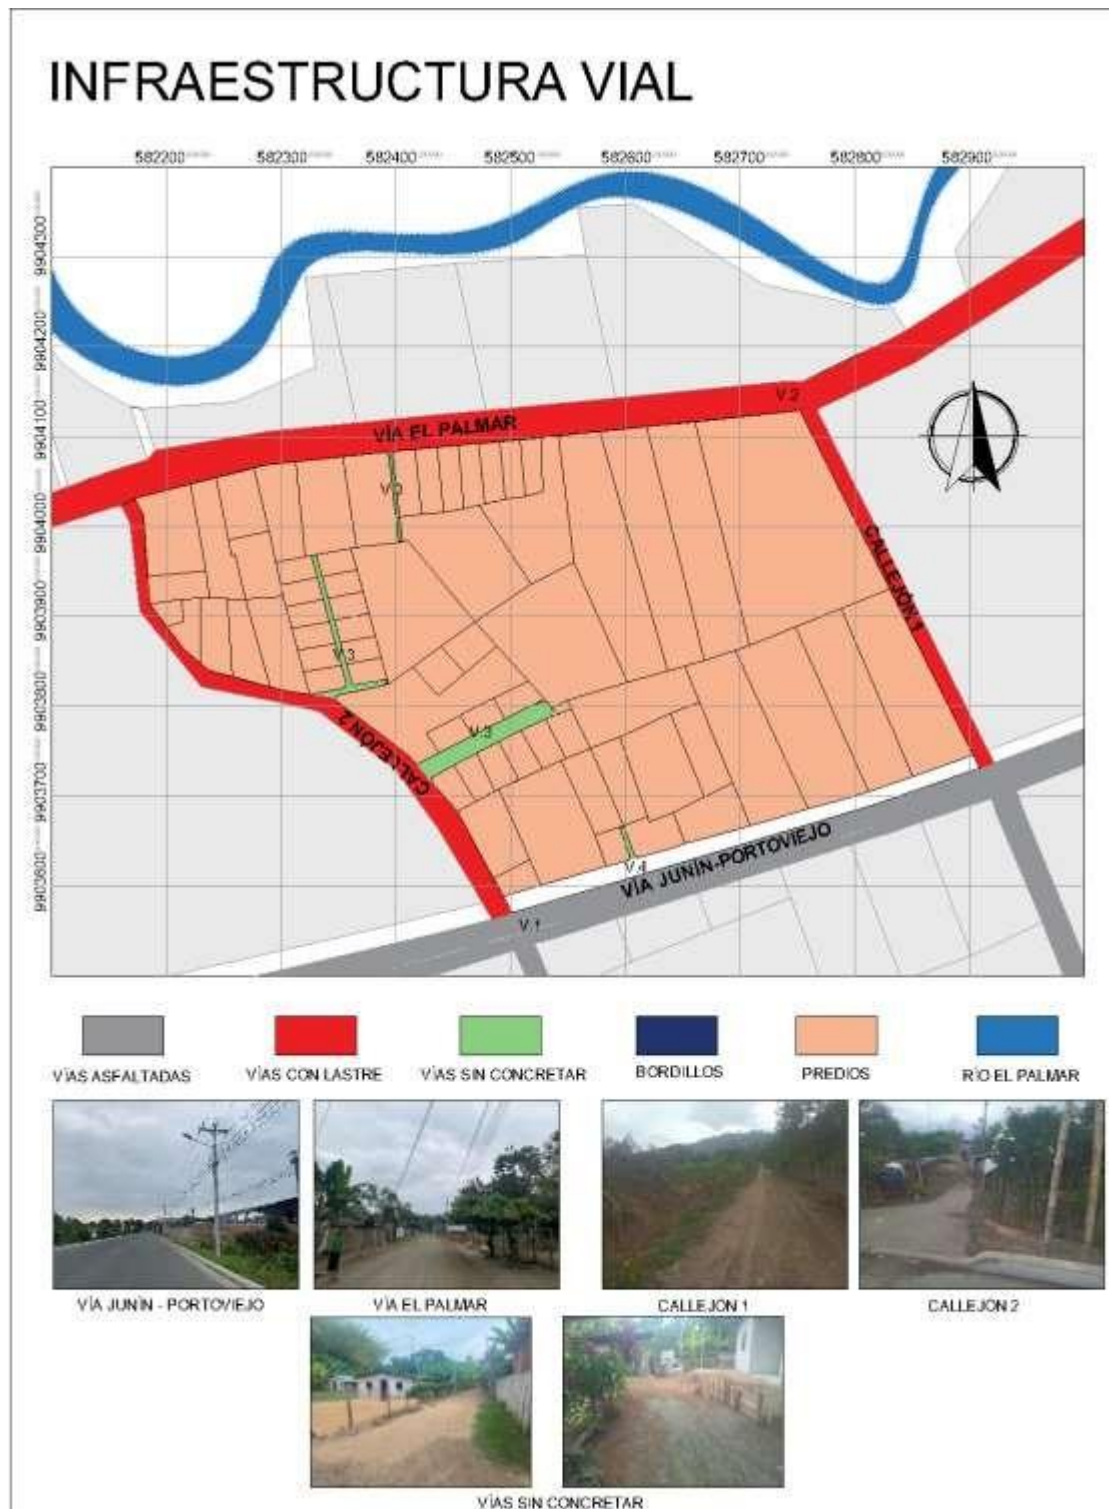 INFRAESTRUCTURA VIAL
582200 582300 582400 582500 582600 582700 582800 582900
9904300
9904200
9904100
9904000
9903900
9903800
9903700
9903600
V.2
VÍA EL PALMAR
CALLEJÓN 1
V.3
V.3
CALLEJÓN 2
V.4
VÍA JUNÍN-PORTOVIEJO
V.1
VÍAS ASFALTADAS
VÍAS CON LASTRE
VÍAS SIN CONCRETAR
BORDILLOS
PREDIOS
RÍO EL PALMAR
VÍA JUNÍN - PORTOVIEJO
VÍA EL PALMAR
CALLEJÓN 1
CALLEJÓN 2
VÍAS SIN CONCRETAR